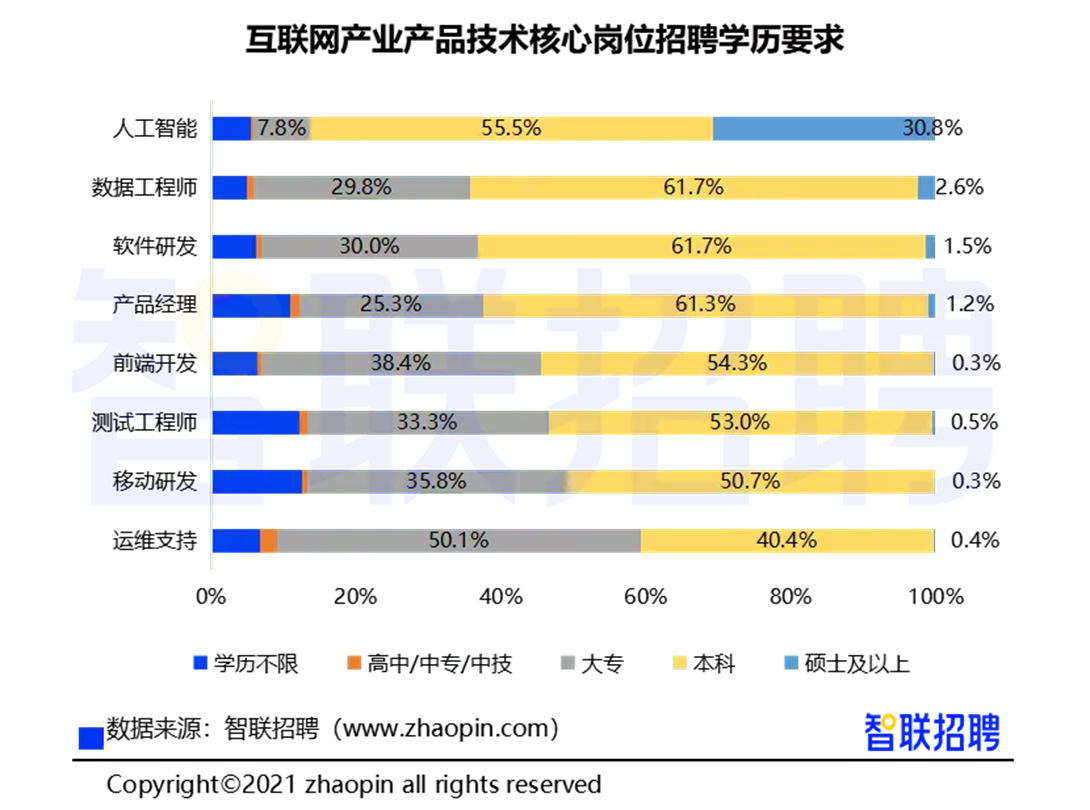 互联网产业产品技术核心岗位招聘学历要求
人工智能 7.8% 55.5% 30.8%
数据工程师 29.8% 61.7% 2.6%
软件研发 30.0% 61.7% 1.5%
产品经理 25.3% 61.3% 1.2%
前端开发 38.4% 54.3% 0.3%
测试工程师 33.3% 53.0% 0.5%
移动研发 35.8% 50.7% 0.3%
运维支持 50.1% 40.4% 0.4%
0% 20% 40% 60% 80% 100%
学历不限 高中/中专/中技 大专 本科 硕士及以上
数据来源：智联招聘（www.zhaopin.com）
智联招聘
Copyright©2021 zhaopin all rights reserved
智联招聘